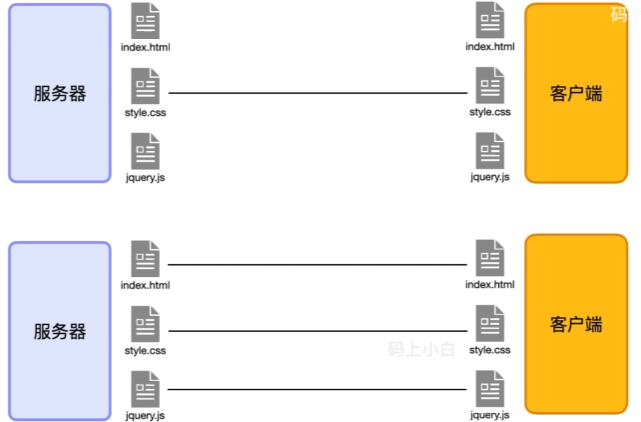 码
index.html
index.html
服务器
客户端
style.css
style.css
jquery.js
jquery.js
index.html
index.html
服务器
客户端
style.css
码上小白
style.css
jquery.js
jquery.js